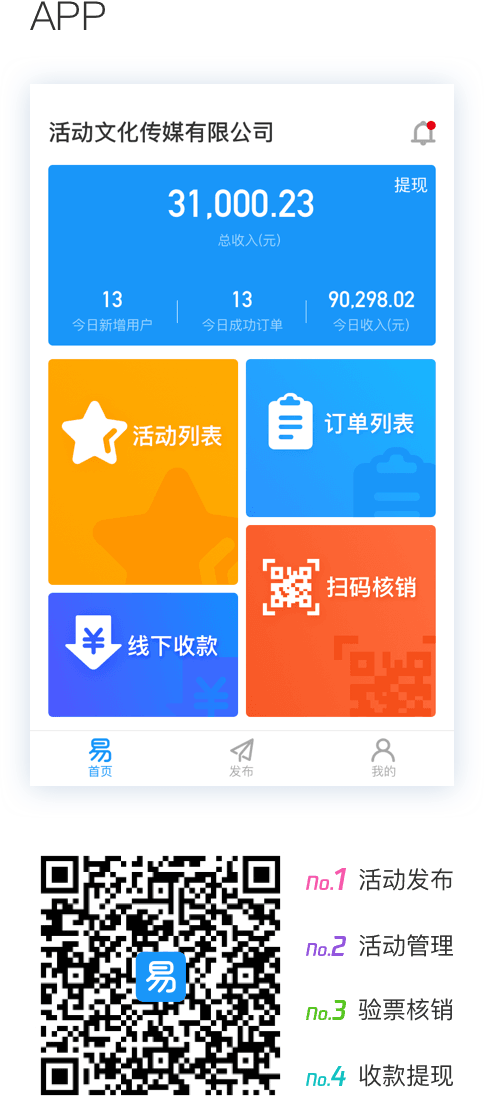 APP
活动文化传媒有限公司
提现
31,000.23
总收入(元)
13 13 90,298.02
今日新增用户 今日成功订单 今日收入(元)
活动列表
订单列表
扫码核销
¥ 线下收款
¥
易 
首页 发布 我的
易
No.1 活动发布
No.2 活动管理
No.3 验票核销
No.4 收款提现